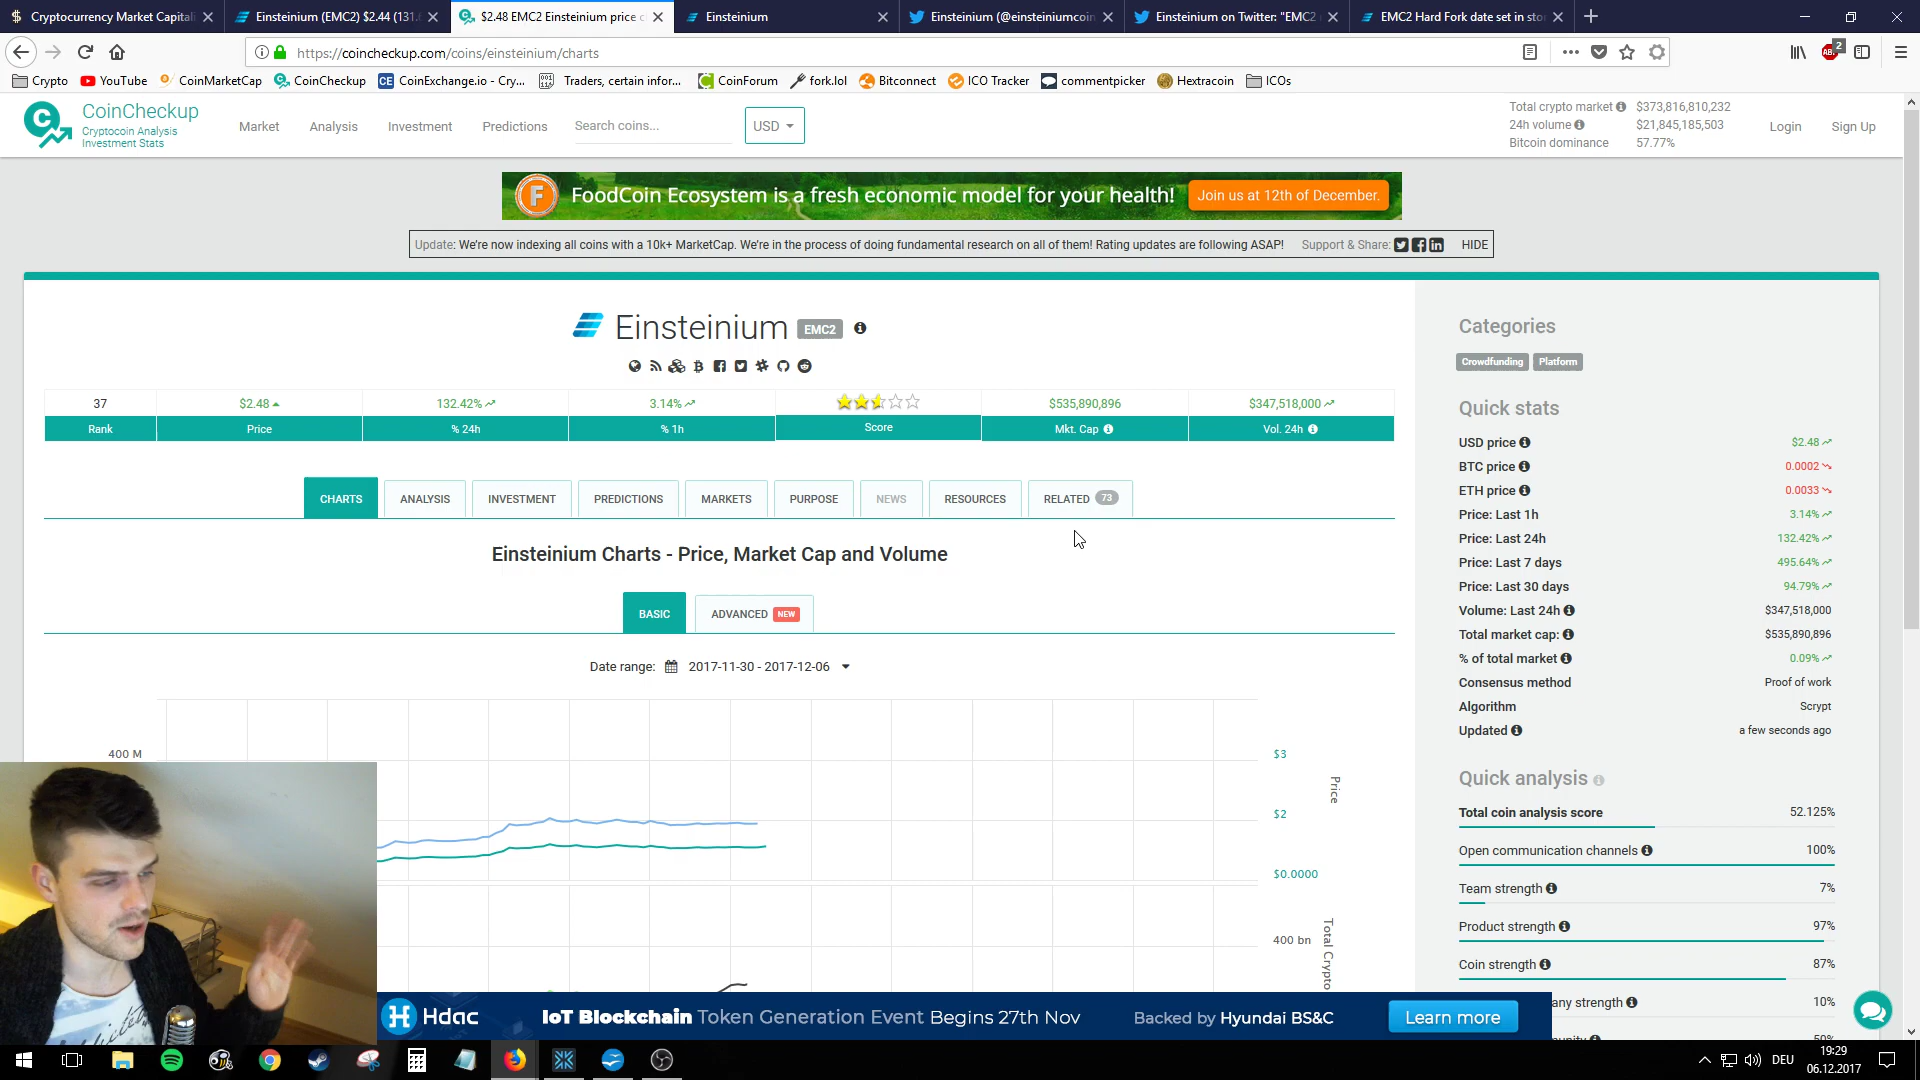 Cryptocurrency Market Capitali
Einsteinium (EMC2) $2.44 (131.
$2.48 EMC2 Einsteinium price c
Einsteinium
Einsteinium (@einsteiniumcoin
Einsteinium on Twitter: "EMC2
EMC2 Hard Fork date set in sto
https://coincheckup.com/coins/einsteinium/charts
2
Crypto
YouTube
CoinMarketCap
CoinCheckup
CoinExchange.io - Cry...
Traders, certain infor...
CoinForum
fork.lol
Bitconnect
ICO Tracker
commentpicker
Hextracoin
ICOs
CoinCheckup
Cryptocoin Analysis
Investment Stats
Market
Analysis
Investment
Predictions
Search coins...
USD
Total crypto market $373,816,810,232
24h volume $21,845,185,503
Bitcoin dominance 57.77%
Login
Sign Up
FoodCoin Ecosystem is a fresh economic model for your health!
Join us at 12th of December.
Update: We're now indexing all coins with a 10k+ MarketCap. We're in the process of doing fundamental research on all of them! Rating updates are following ASAP!
Support & Share:
HIDE
Einsteinium EMC2
37 $2.48 132.42% 3.14% $535,890,896 $347,518,000
Rank Price % 24h % 1h Score Mkt. Cap Vol. 24h
CHARTS
ANALYSIS
INVESTMENT
PREDICTIONS
MARKETS
PURPOSE
NEWS
RESOURCES
RELATED 73
Einsteinium Charts - Price, Market Cap and Volume
BASIC
ADVANCED NEW
Date range: 2017-11-30 - 2017-12-06
400 M
$3
$2
$0.0000
Price
400 bn
Total Crypto
Categories
Crowdfunding
Platform
Quick stats
USD price $2.48
BTC price 0.0002
ETH price 0.0033
Price: Last 1h 3.14%
Price: Last 24h 132.42%
Price: Last 7 days 495.64%
Price: Last 30 days 94.79%
Volume: Last 24h $347,518,000
Total market cap: $535,890,896
% of total market 0.09%
Consensus method Proof of work
Algorithm Scrypt
Updated a few seconds ago
Quick analysis
Total coin analysis score 52.125%
Open communication channels 100%
Team strength 7%
Product strength 97%
Coin strength 87%
any strength 10%
Hdac
IoT Blockchain Token Generation Event Begins 27th Nov
Backed by Hyundai BS&C
Learn more
DEU
19:29
06.12.2017